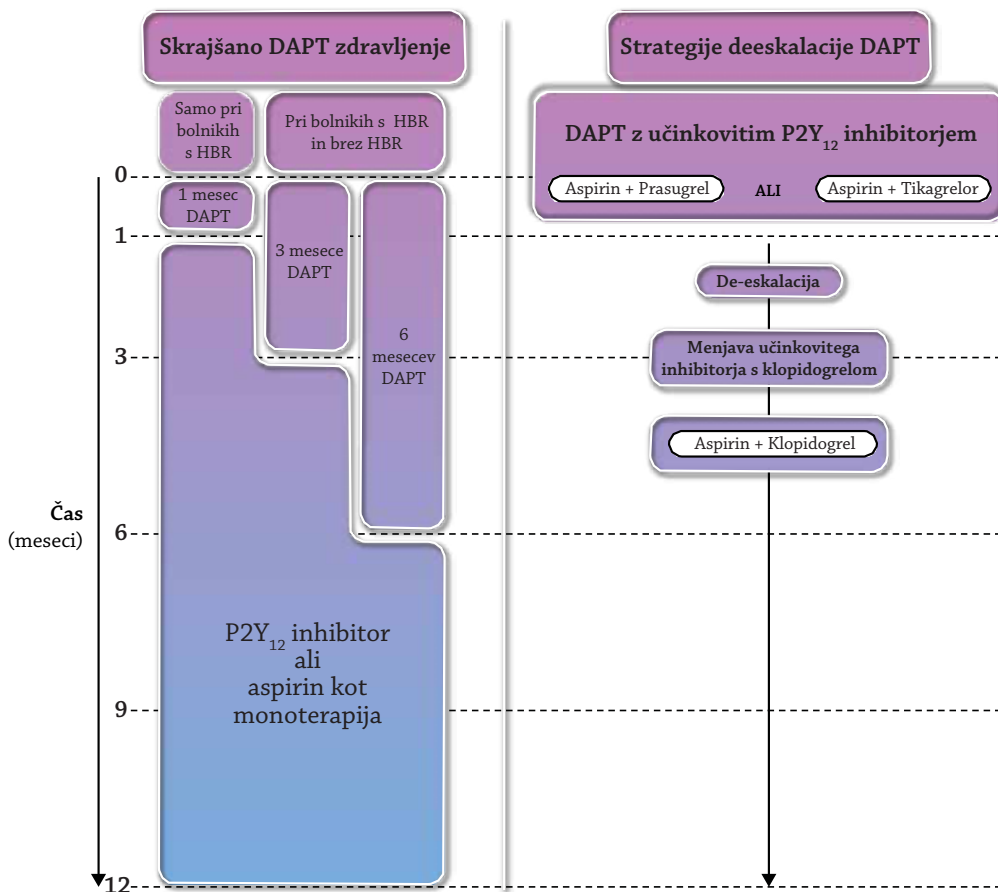 Skrajšano DAPT zdravljenje
Samo pri
bolnikih
s HBR
Pri bolnikih s HBR
in brez HBR
1 mesec
DAPT
3 mesece
DAPT
6
mesecev
DAPT
P2Y₁₂ inhibitor
ali
aspirin kot
monoterapija
Čas
(meseci)
0
1
3
6
9
12
Strategije deeskalacije DAPT
DAPT z učinkovitim P2Y₁₂ inhibitorjem
Aspirin + Prasugrel ALI Aspirin + Tikagrelor
De-eskalacija
Menjava učinkovitega
inhibitorja s klopidogrelom
Aspirin + Klopidogrel